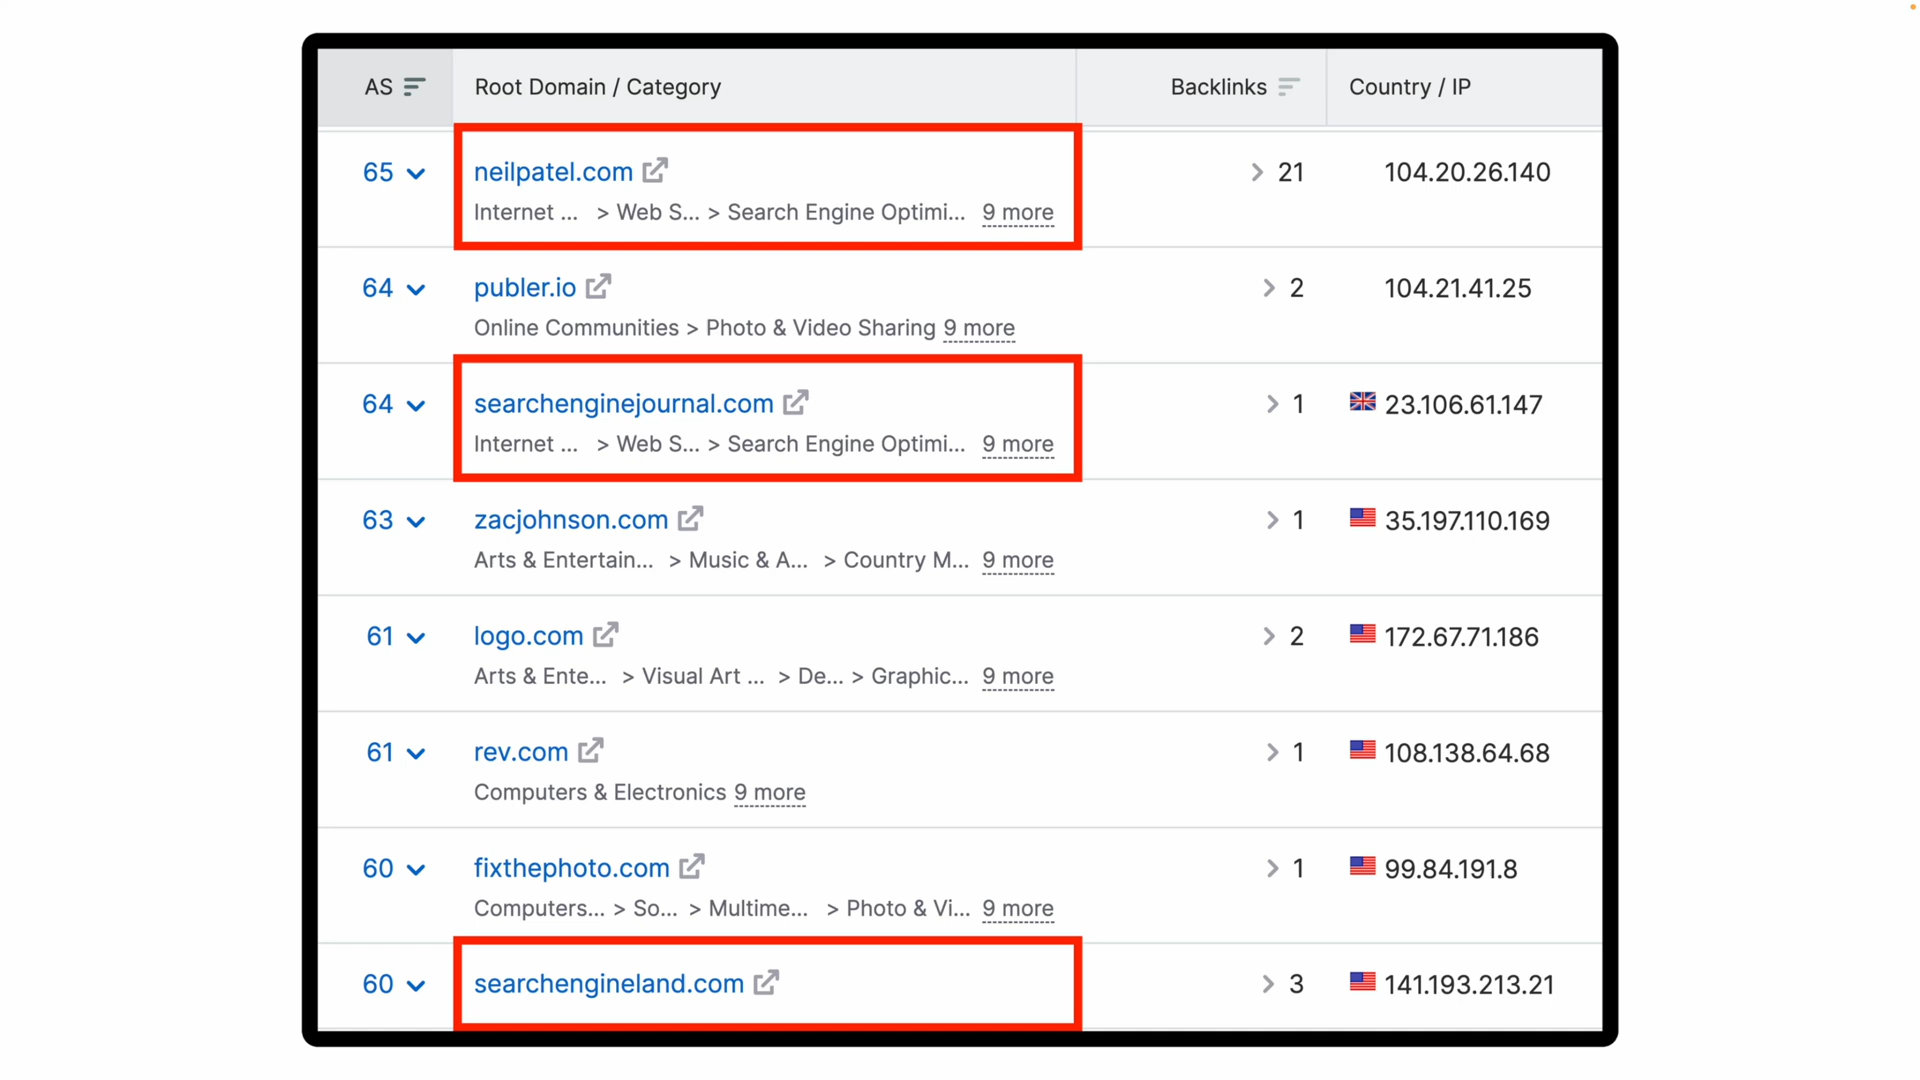 AS Root Domain / Category Backlinks Country / IP
65 neilpatel.com 21 104.20.26.140
Internet ... > Web S... > Search Engine Optimi... 9 more
64 publer.io 2 104.21.41.25
Online Communities > Photo & Video Sharing 9 more
64 searchenginejournal.com 1 23.106.61.147
Internet ... > Web S... > Search Engine Optimi... 9 more
63 zacjohnson.com 1 35.197.110.169
Arts & Entertain... > Music & A... > Country M... 9 more
61 logo.com 2 172.67.71.186
Arts & Ente... > Visual Art ... > De... > Graphic... 9 more
61 rev.com 1 108.138.64.68
Computers & Electronics 9 more
60 fixthephoto.com 1 99.84.191.8
Computers... > So... > Multime... > Photo & Vi... 9 more
60 searchengineland.com 3 141.193.213.21